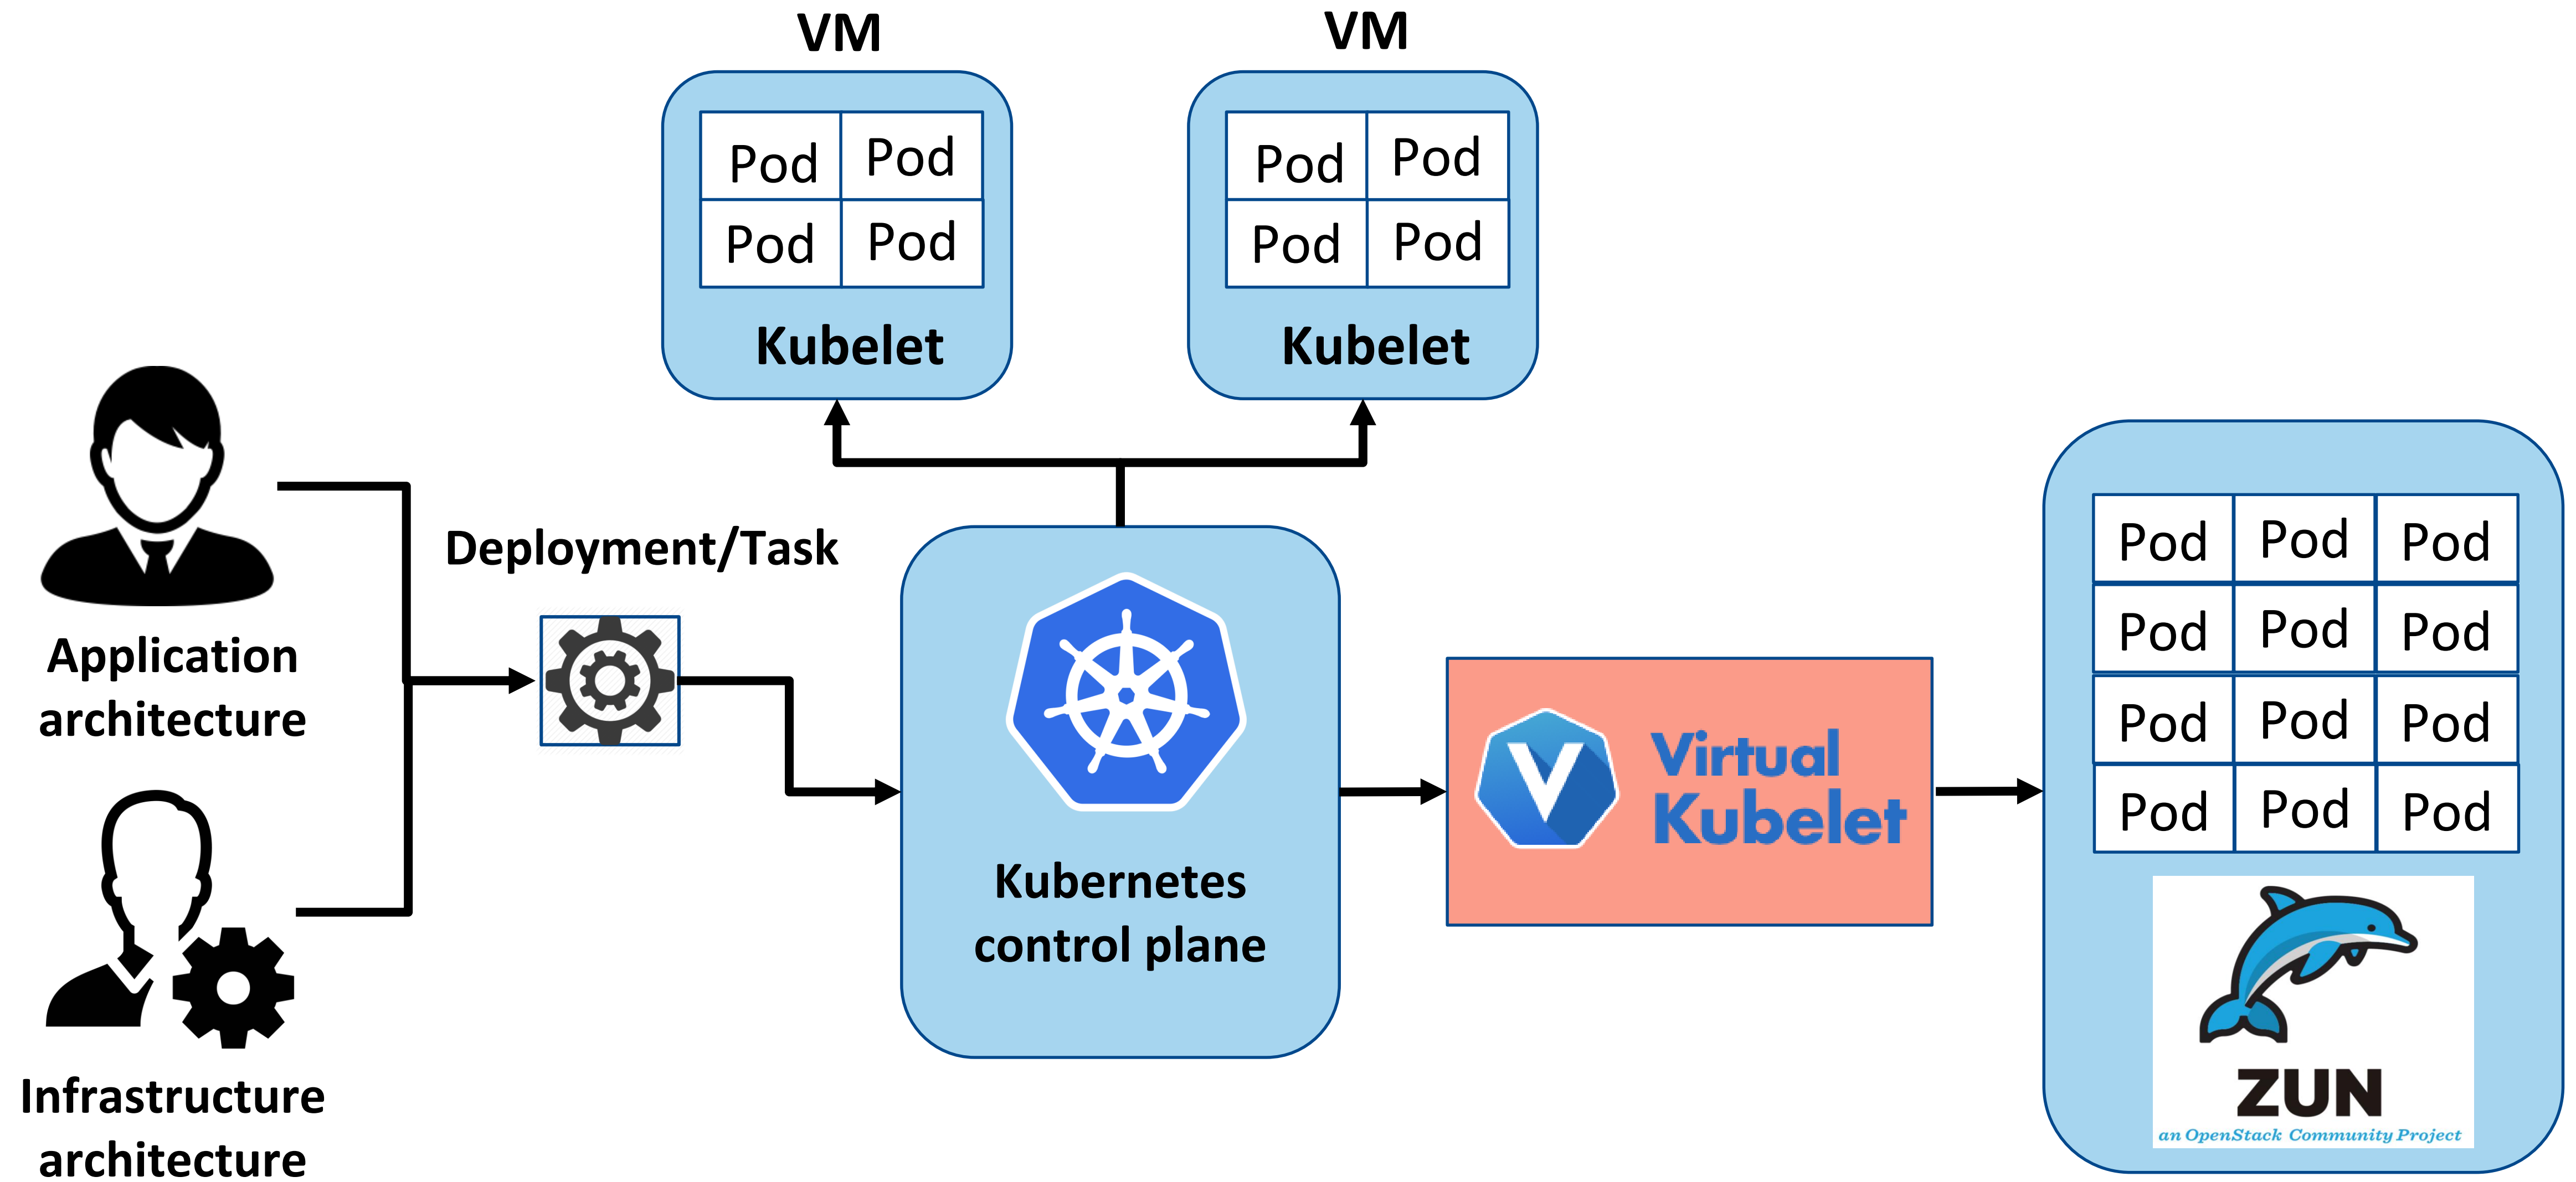 VM
VM
Pod Pod
Pod Pod
Kubelet
Pod Pod
Pod Pod
Kubelet
Application
architecture
Infrastructure
architecture
Deployment/Task
Kubernetes
control plane
Virtual
Kubelet
Pod Pod Pod
Pod Pod Pod
Pod Pod Pod
Pod Pod Pod
ZUN
an OpenStack Community Project